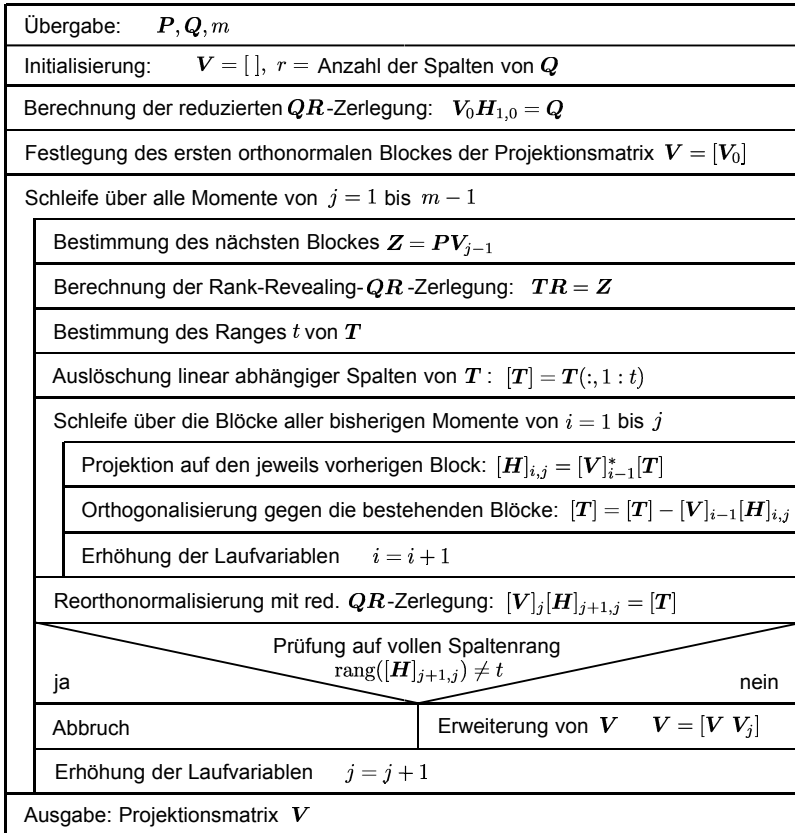 Übergabe: P, Q, m
Initialisierung: V = [ ], r = Anzahl der Spalten von Q
Berechnung der reduzierten QR-Zerlegung: V₀H₁,₀ = Q
Festlegung des ersten orthonormalen Blockes der Projektionsmatrix V = [V₀]
Schleife über alle Momente von j = 1 bis m − 1
Bestimmung des nächsten Blockes Z = PV_{j−1}
Berechnung der Rank-Revealing-QR-Zerlegung: TR = Z
Bestimmung des Ranges t von T
Auslöschung linear abhängiger Spalten von T : [T] = T(:, 1 : t)
Schleife über die Blöcke aller bisherigen Momente von i = 1 bis j
Projektion auf den jeweils vorherigen Block: [H]_{i,j} = [V]*_{i−1}[T]
Orthogonalisierung gegen die bestehenden Blöcke: [T] = [T] − [V]_{i−1}[H]_{i,j}
Erhöhung der Laufvariablen i = i + 1
Reorthonormalisierung mit red. QR-Zerlegung: [V]_j[H]_{j+1,j} = [T]
Prüfung auf vollen Spaltenrang
rang([H]_{j+1,j}) ≠ t
ja nein
Abbruch Erweiterung von V V = [V V_j]
Erhöhung der Laufvariablen j = j + 1
Ausgabe: Projektionsmatrix V